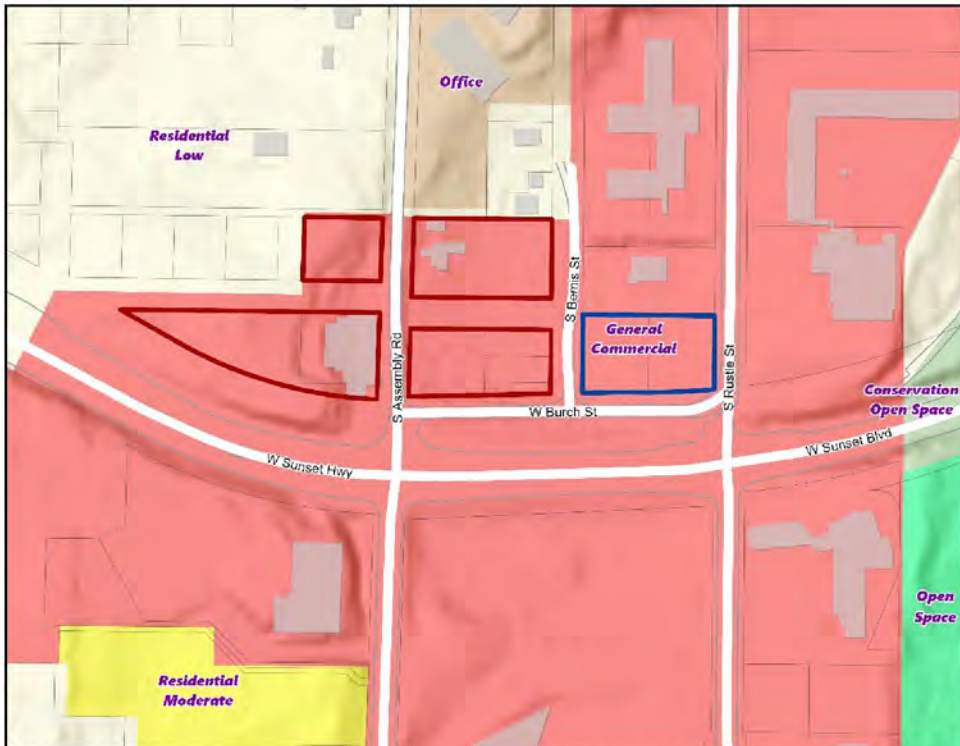 Office
Residential
Low
S Assembly Rd
S Bemis St
General
Commercial
S Rustle St
Conservation
Open Space
W Burch St
W Sunset Blvd
W Sunset Hwy
Open
Space
Residential
Moderate